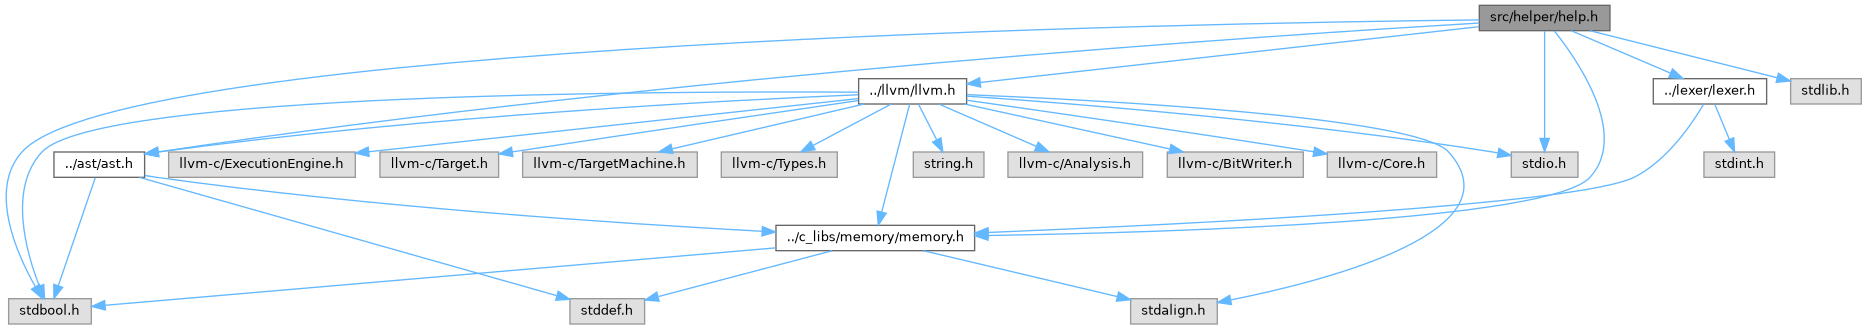 src/helper/help.h
../llvm/llvm.h
../lexer/lexer.h
stdlib.h
../ast/ast.h
llvm-c/ExecutionEngine.h
llvm-c/Target.h
llvm-c/TargetMachine.h
llvm-c/Types.h
string.h
llvm-c/Analysis.h
llvm-c/BitWriter.h
llvm-c/Core.h
stdio.h
stdint.h
../c_libs/memory/memory.h
stdbool.h
stddef.h
stdalign.h